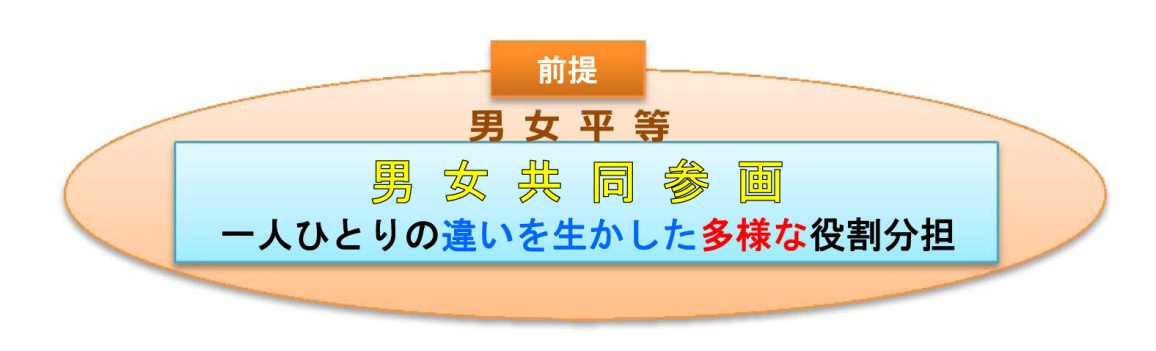 前提
男女平等
男女共同参画
一人ひとりの違いを生かした多様な役割分担